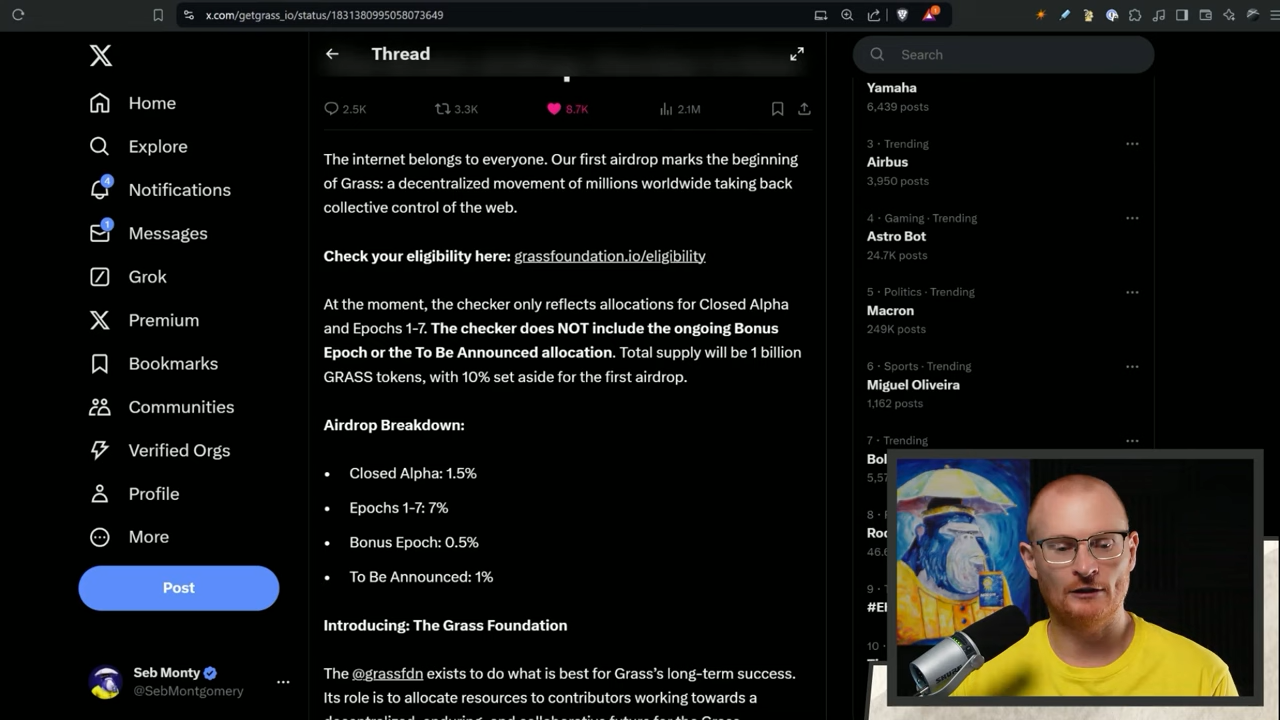 x.com/getgrass_io/status/1831380995058073649
1
X
Home
Explore
4
Notifications
1
Messages
Grok
Premium
Bookmarks
Communities
Verified Orgs
Profile
More
Post
Seb Monty
@SebMontgomery
Thread
2.5K 3.3K 8.7K 2.1M
The internet belongs to everyone. Our first airdrop marks the beginning
of Grass: a decentralized movement of millions worldwide taking back
collective control of the web.
Check your eligibility here: grassfoundation.io/eligibility
At the moment, the checker only reflects allocations for Closed Alpha
and Epochs 1-7. The checker does NOT include the ongoing Bonus
Epoch or the To Be Announced allocation. Total supply will be 1 billion
GRASS tokens, with 10% set aside for the first airdrop.
Airdrop Breakdown:
• Closed Alpha: 1.5%
• Epochs 1-7: 7%
• Bonus Epoch: 0.5%
• To Be Announced: 1%
Introducing: The Grass Foundation
The @grassfdn exists to do what is best for Grass's long-term success.
Its role is to allocate resources to contributors working towards a
Search
Yamaha
6,439 posts
3 · Trending
Airbus
3,950 posts
4 · Gaming · Trending
Astro Bot
24.7K posts
5 · Politics · Trending
Macron
249K posts
6 · Sports · Trending
Miguel Oliveira
1,162 posts
7 · Trending
8 ·
46.6
9 ·
10 ·